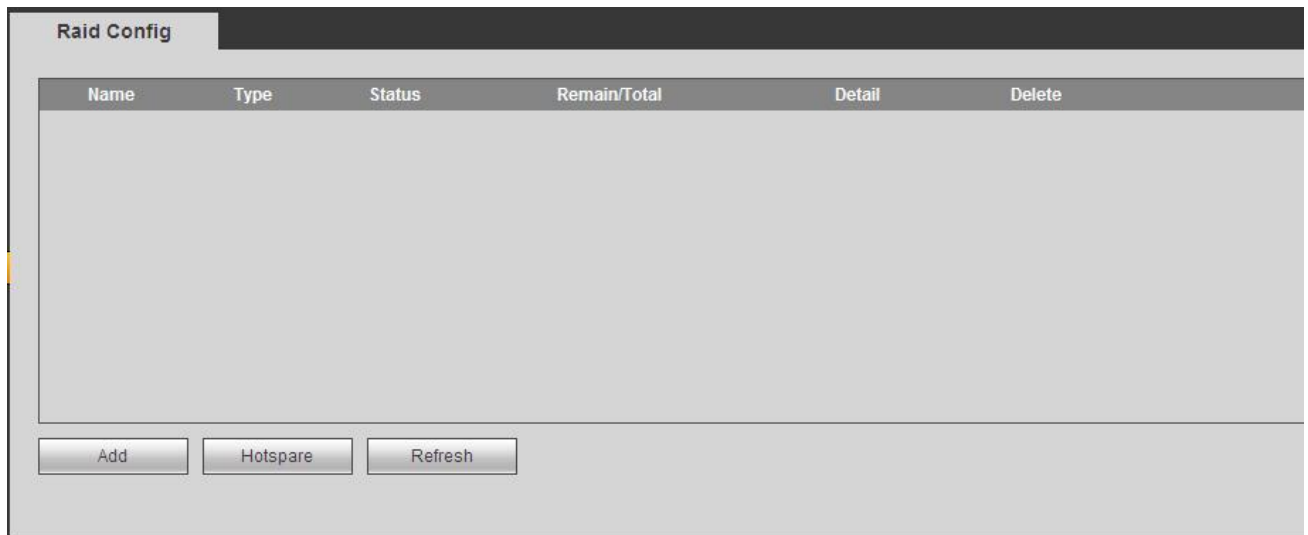 Raid Config
Name Type Status Remain/Total Detail Delete
Add Hotspare Refresh